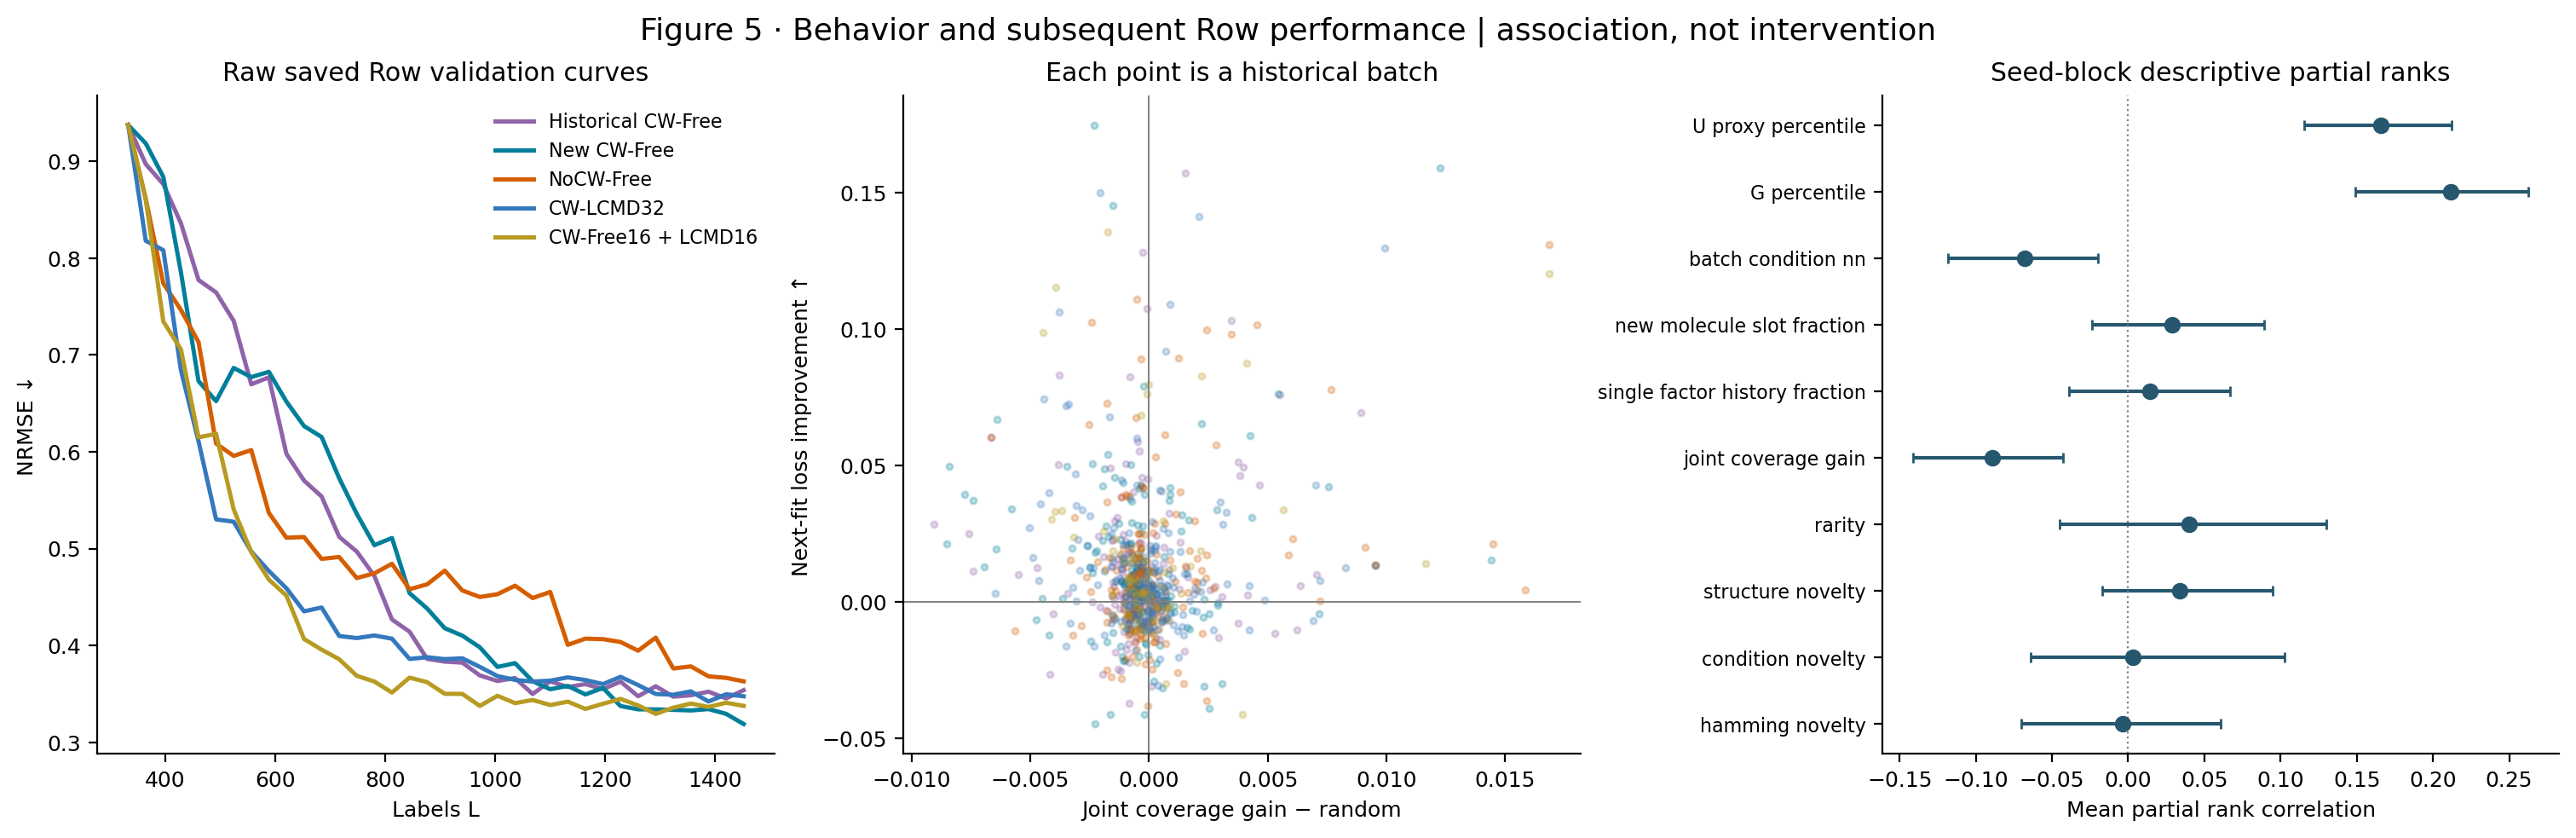 Figure 5 · Behavior and subsequent Row performance | association, not intervention
Raw saved Row validation curves
NRMSE ↓
0.9
0.8
0.7
0.6
0.5
0.4
0.3
400 600 800 1000 1200 1400
Labels L
Historical CW-Free
New CW-Free
NoCW-Free
CW-LCMD32
CW-Free16 + LCMD16
Each point is a historical batch
Next-fit loss improvement ↑
0.15
0.10
0.05
0.00
−0.05
−0.010 −0.005 0.000 0.005 0.010 0.015
Joint coverage gain − random
Seed-block descriptive partial ranks
U proxy percentile
G percentile
batch condition nn
new molecule slot fraction
single factor history fraction
joint coverage gain
rarity
structure novelty
condition novelty
hamming novelty
−0.15 −0.10 −0.05 0.00 0.05 0.10 0.15 0.20 0.25
Mean partial rank correlation